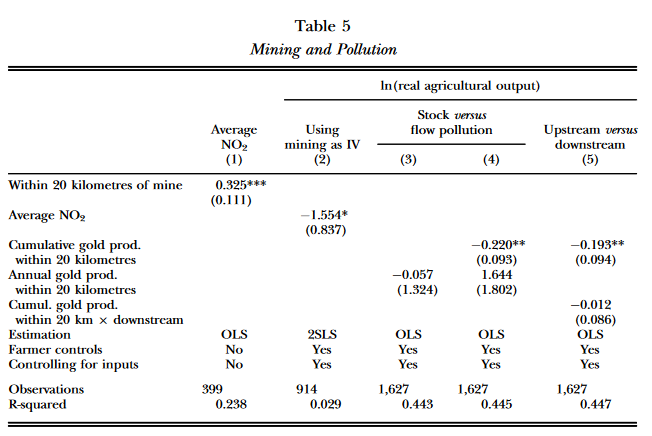 Table 5
Mining and Pollution
ln(real agricultural output)
Stock versus
Average Using flow pollution Upstream versus
NO₂ mining as IV downstream
(1) (2) (3) (4) (5)
Within 20 kilometres of mine 0.325***
(0.111)
Average NO₂ −1.554*
(0.837)
Cumulative gold prod. −0.220** −0.193**
within 20 kilometres (0.093) (0.094)
Annual gold prod. −0.057 1.644
within 20 kilometres (1.324) (1.802)
Cumul. gold prod. −0.012
within 20 km × downstream (0.086)
Estimation OLS 2SLS OLS OLS OLS
Farmer controls No Yes Yes Yes Yes
Controlling for inputs No Yes Yes Yes Yes
Observations 399 914 1,627 1,627 1,627
R-squared 0.238 0.029 0.443 0.445 0.447